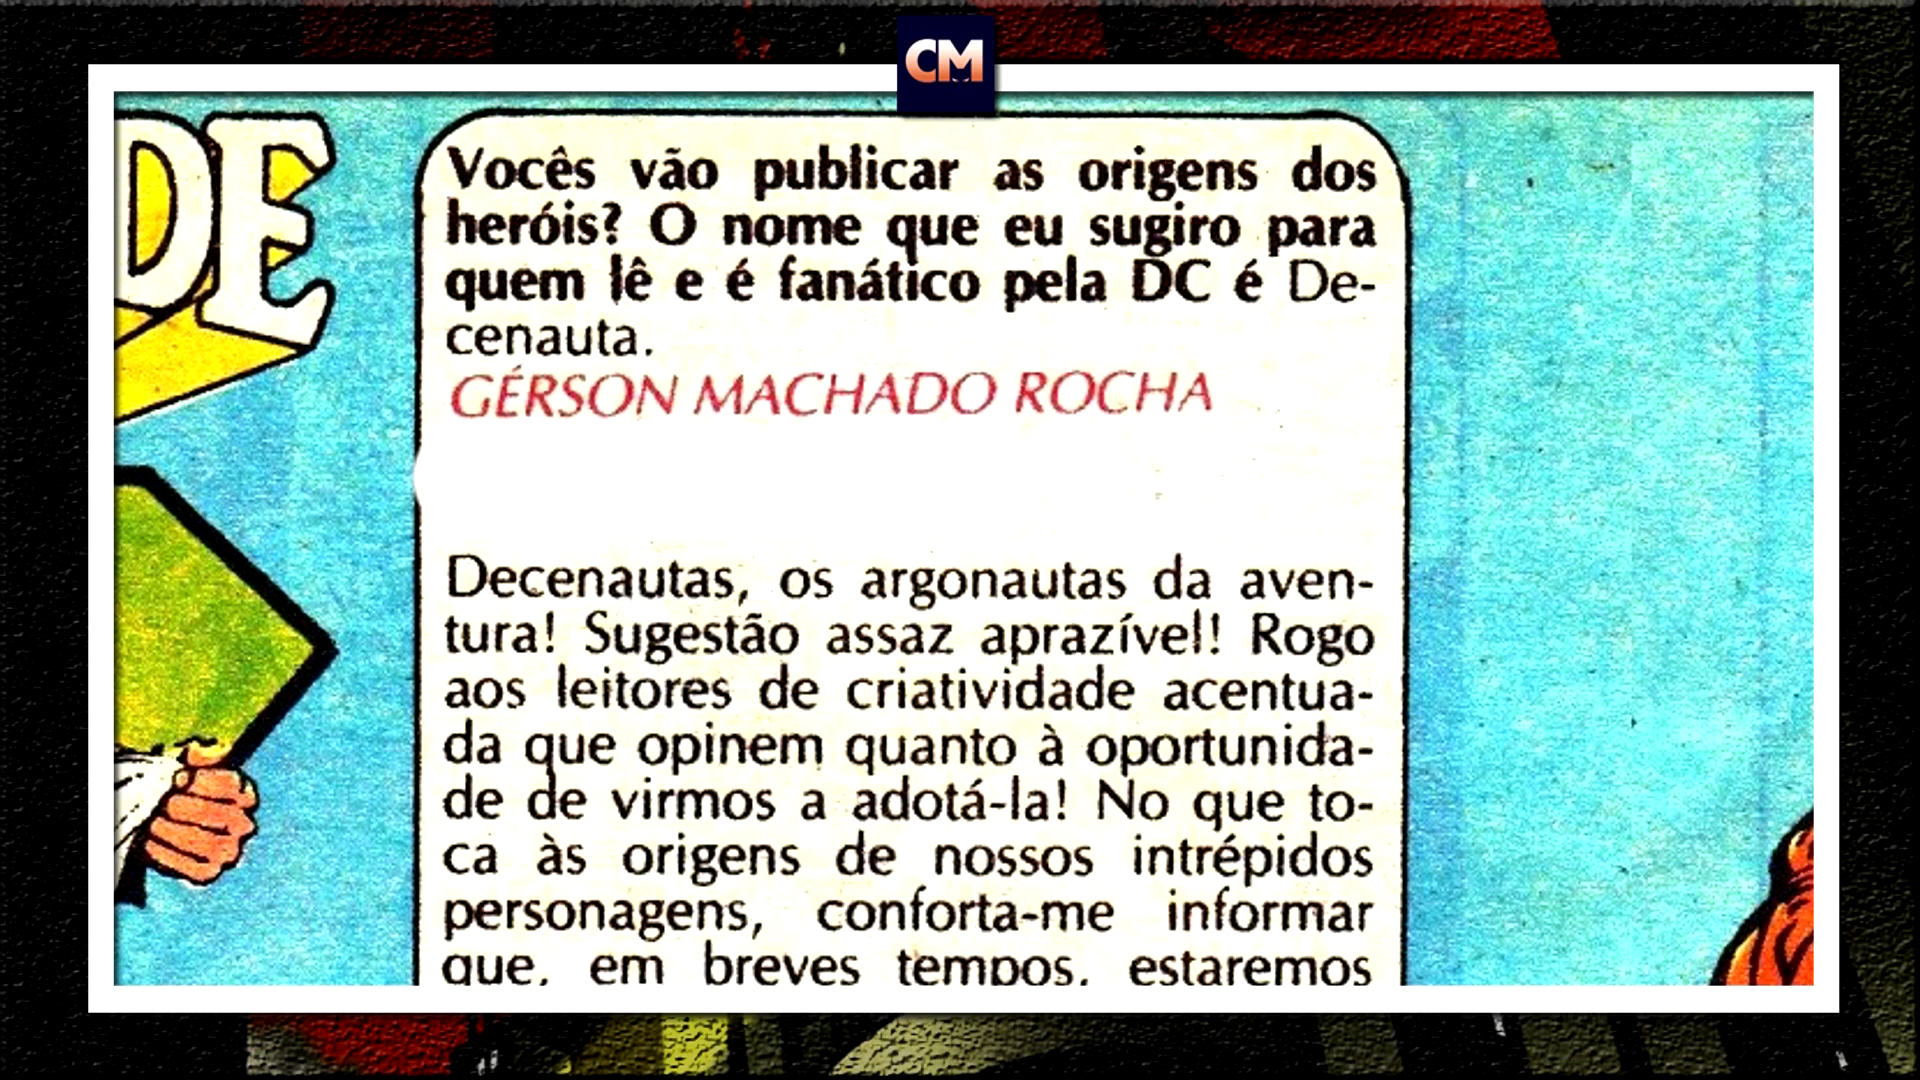 CM
DE
Vocês vão publicar as origens dos
heróis? O nome que eu sugiro para
quem lê e é fanático pela DC é De-
cenauta.
GÉRSON MACHADO ROCHA
Decenautas, os argonautas da aven-
tura! Sugestão assaz aprazível! Rogo
aos leitores de criatividade acentua-
da que opinem quanto à oportunida-
de de virmos a adotá-la! No que to-
ca às origens de nossos intrépidos
personagens, conforta-me informar
que, em breves tempos, estaremos